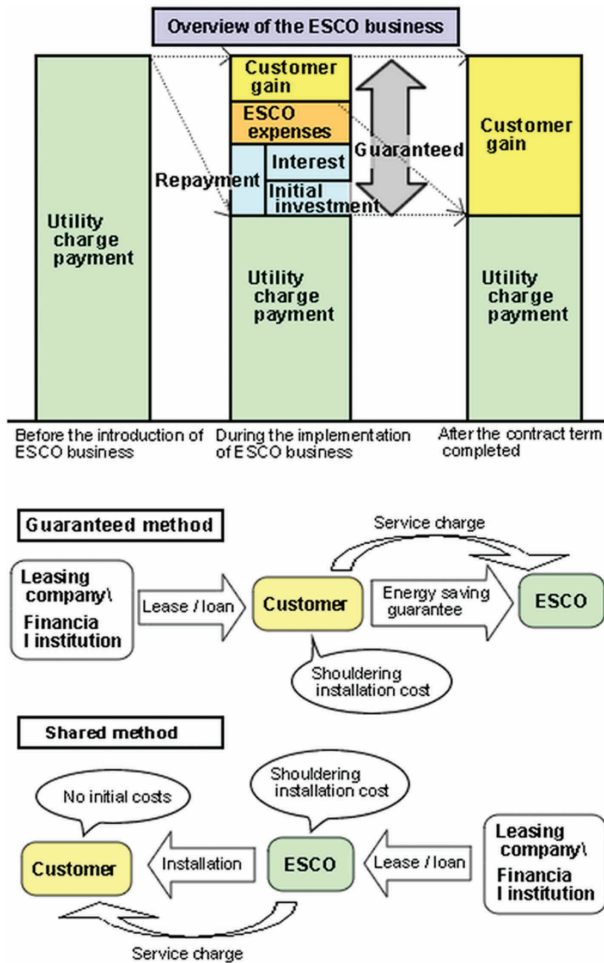 Overview of the ESCO business
Customer
gain
ESCO
expenses
Guaranteed
Customer
gain
Repayment
Interest
Initial
investment
Utility
charge
payment
Utility
charge
payment
Utility
charge
payment
Before the introduction of
ESCO business
During the implementation
of ESCO business
After the contract term
completed
Guaranteed method
Service charge
Leasing
company\
Financia
l institution
Lease / loan
Customer
Energy saving
guarantee
ESCO
Shouldering
installation cost
Shared method
No initial costs
Shouldering
installation cost
Customer
Installation
ESCO
Lease / loan
Leasing
company\
Financia
l institution
Service charge